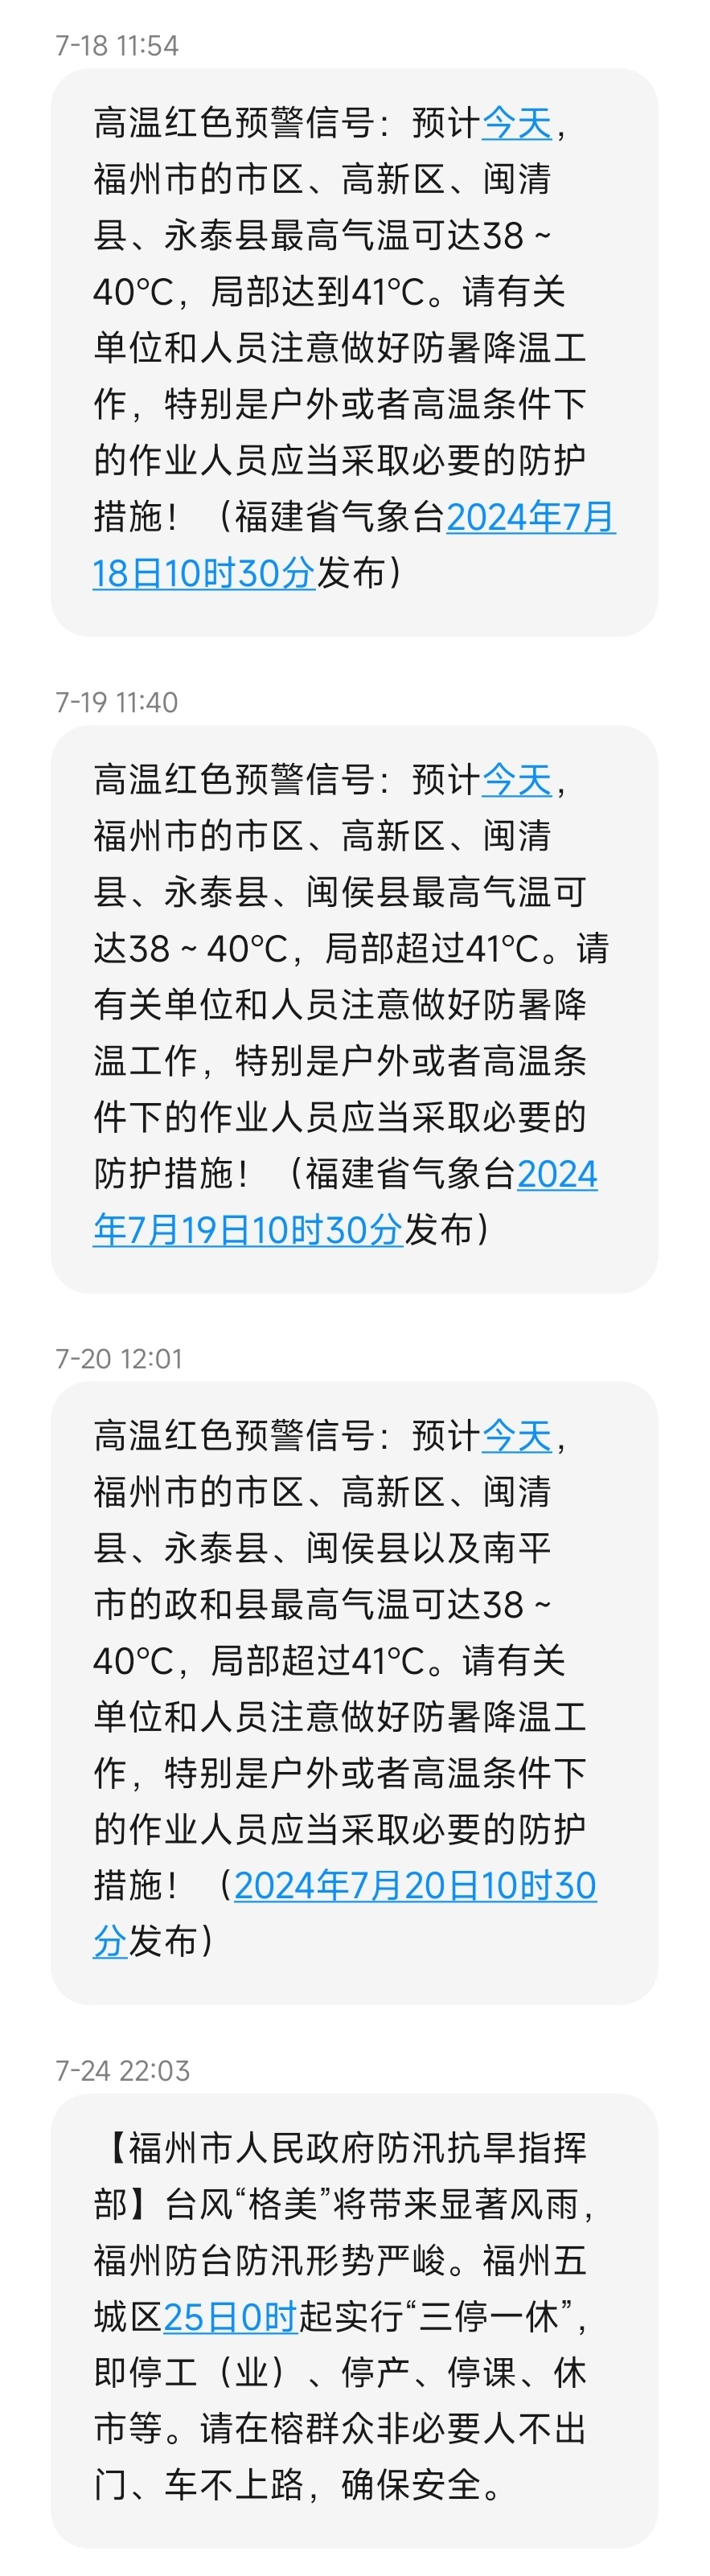 7-18 11:54
高温红色预警信号：预计今天，
福州市的市区、高新区、闽清
县、永泰县最高气温可达38～
40℃，局部达到41℃。请有关
单位和人员注意做好防暑降温工
作，特别是户外或者高温条件下
的作业人员应当采取必要的防护
措施！（福建省气象台2024年7月
18日10时30分发布）
7-19 11:40
高温红色预警信号：预计今天，
福州市的市区、高新区、闽清
县、永泰县、闽侯县最高气温可
达38～40℃，局部超过41℃。请
有关单位和人员注意做好防暑降
温工作，特别是户外或者高温条
件下的作业人员应当采取必要的
防护措施！（福建省气象台2024
年7月19日10时30分发布）
7-20 12:01
高温红色预警信号：预计今天，
福州市的市区、高新区、闽清
县、永泰县、闽侯县以及南平
市的政和县最高气温可达38～
40℃，局部超过41℃。请有关
单位和人员注意做好防暑降温工
作，特别是户外或者高温条件下
的作业人员应当采取必要的防护
措施！（2024年7月20日10时30
分发布）
7-24 22:03
【福州市人民政府防汛抗旱指挥
部】台风“格美”将带来显著风雨，
福州防台防汛形势严峻。福州五
城区25日0时起实行“三停一休”，
即停工（业）、停产、停课、休
市等。请在榕群众非必要人不出
门、车不上路，确保安全。